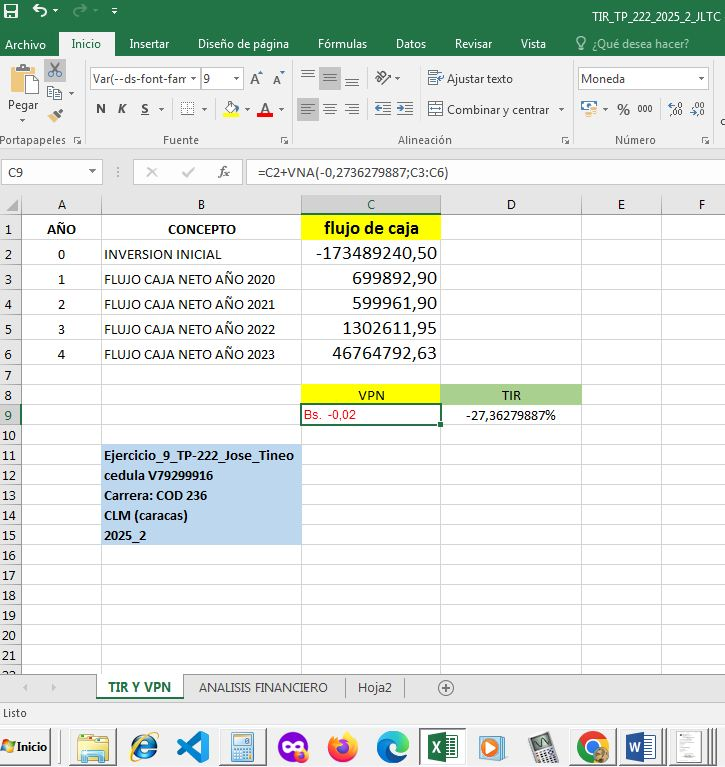 TIR_TP_222_2025_2_JLTC
Archivo Inicio Insertar Diseño de página Fórmulas Datos Revisar Vista ¿Qué desea hacer?
Pegar
Var(--ds-font-fam 9
Ajustar texto
Moneda
N K S
Combinar y centrar
% 000
Portapapeles Fuente Alineación Número
C9 fx =C2+VNA(-0,2736279887;C3:C6)
A B C D E F
1 AÑO CONCEPTO flujo de caja
2 0 INVERSION INICIAL -173489240,50
3 1 FLUJO CAJA NETO AÑO 2020 699892,90
4 2 FLUJO CAJA NETO AÑO 2021 599961,90
5 3 FLUJO CAJA NETO AÑO 2022 1302611,95
6 4 FLUJO CAJA NETO AÑO 2023 46764792,63
7
8 VPN TIR
9 Bs. -0,02 -27,36279887%
10
11 Ejercicio_9_TP-222_Jose_Tineo
12 cedula V79299916
13 Carrera: COD 236
14 CLM (caracas)
15 2025_2
16
17
18
19
20
21
TIR Y VPN ANALISIS FINANCIERO Hoja2
Listo
Inicio